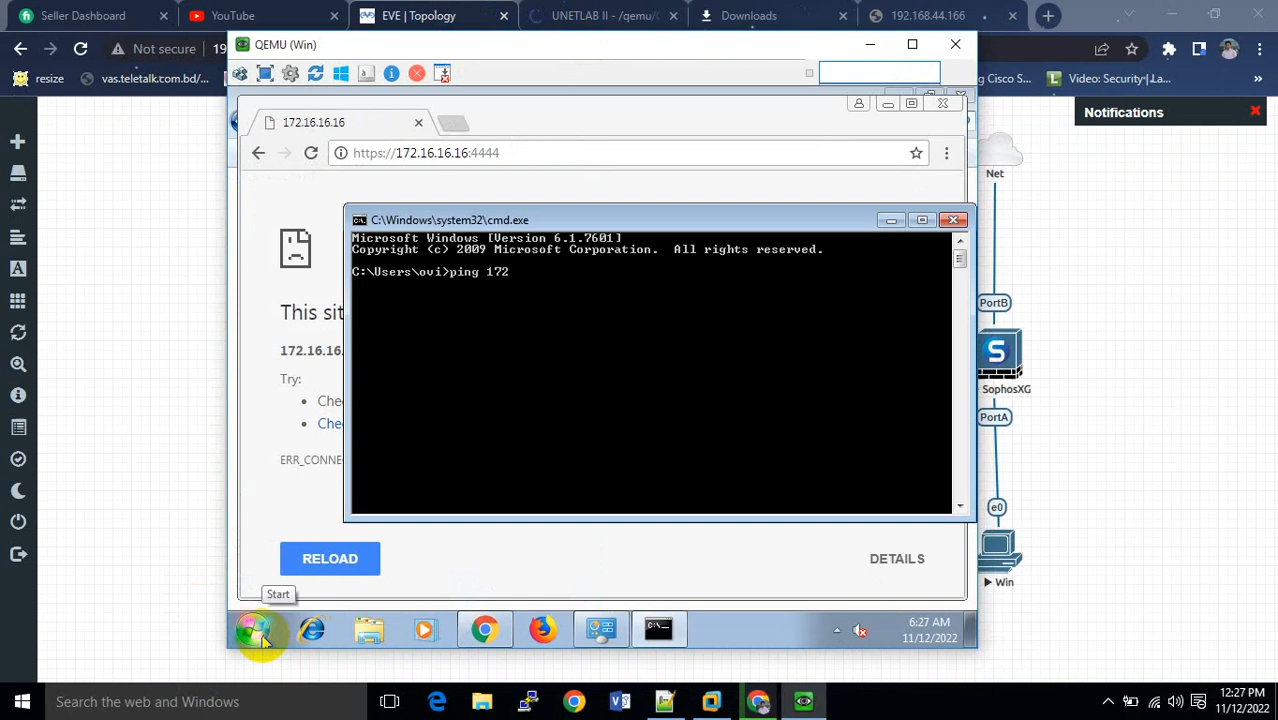 Seller Dashboard
YouTube
EVE | Topology
UNETLAB II - /qemu/
Downloads
192.168.44.166
Not secure
19
QEMU (Win)
resize
vas.teletalk.com.bd/...
ng Cisco S...
Video: Security | La...
Notifications
172.16.16.16
https://172.16.16.16:4444
Net
C:\Windows\system32\cmd.exe
Microsoft Windows [Version 6.1.7601]
Copyright (c) 2009 Microsoft Corporation.  All rights reserved.
C:\Users\ovi>ping 172
This sit
172.16.16.
Try:
Che
Che
ERR_CONNE
PortB
SophosXG
PortA
e0
Win
RELOAD
DETAILS
Start
6:27 AM
11/12/2022
Search the web and Windows
12:27 PM
11/12/2022